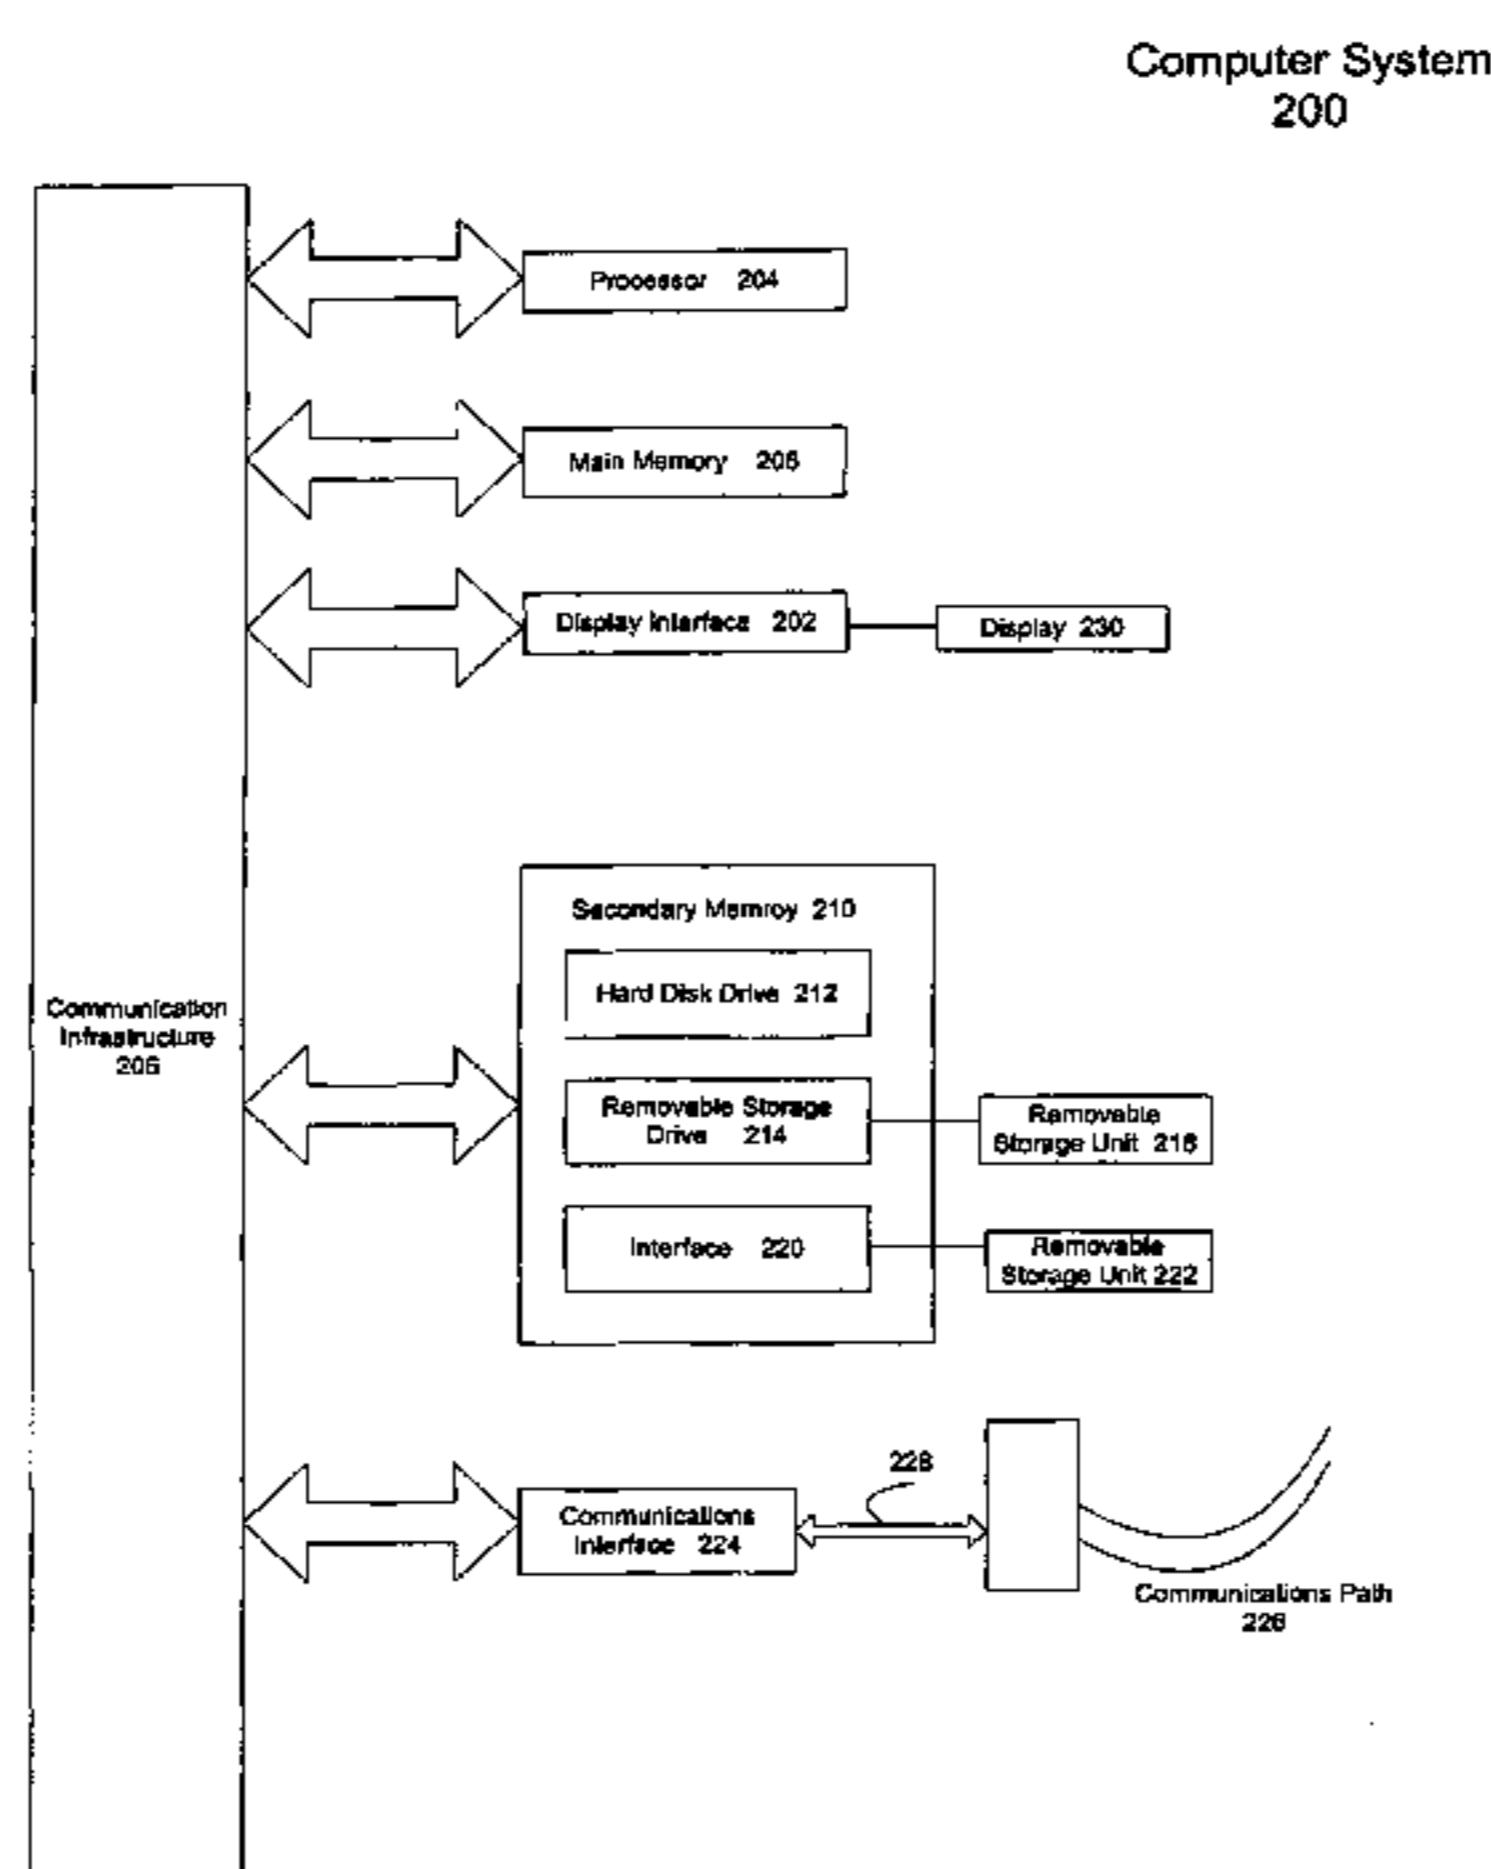 Computer System
200
Processor 204
Main Memory 205
Display Interface 202
Display 230
Secondary Memroy 210
Hard Disk Drive 212
Communication
Infrastructure
206
Removable Storage
Drive 214
Removable
Storage Unit 218
Interface 220
Removable
Storage Unit 222
228
Communications
Interface 224
Communications Path
226